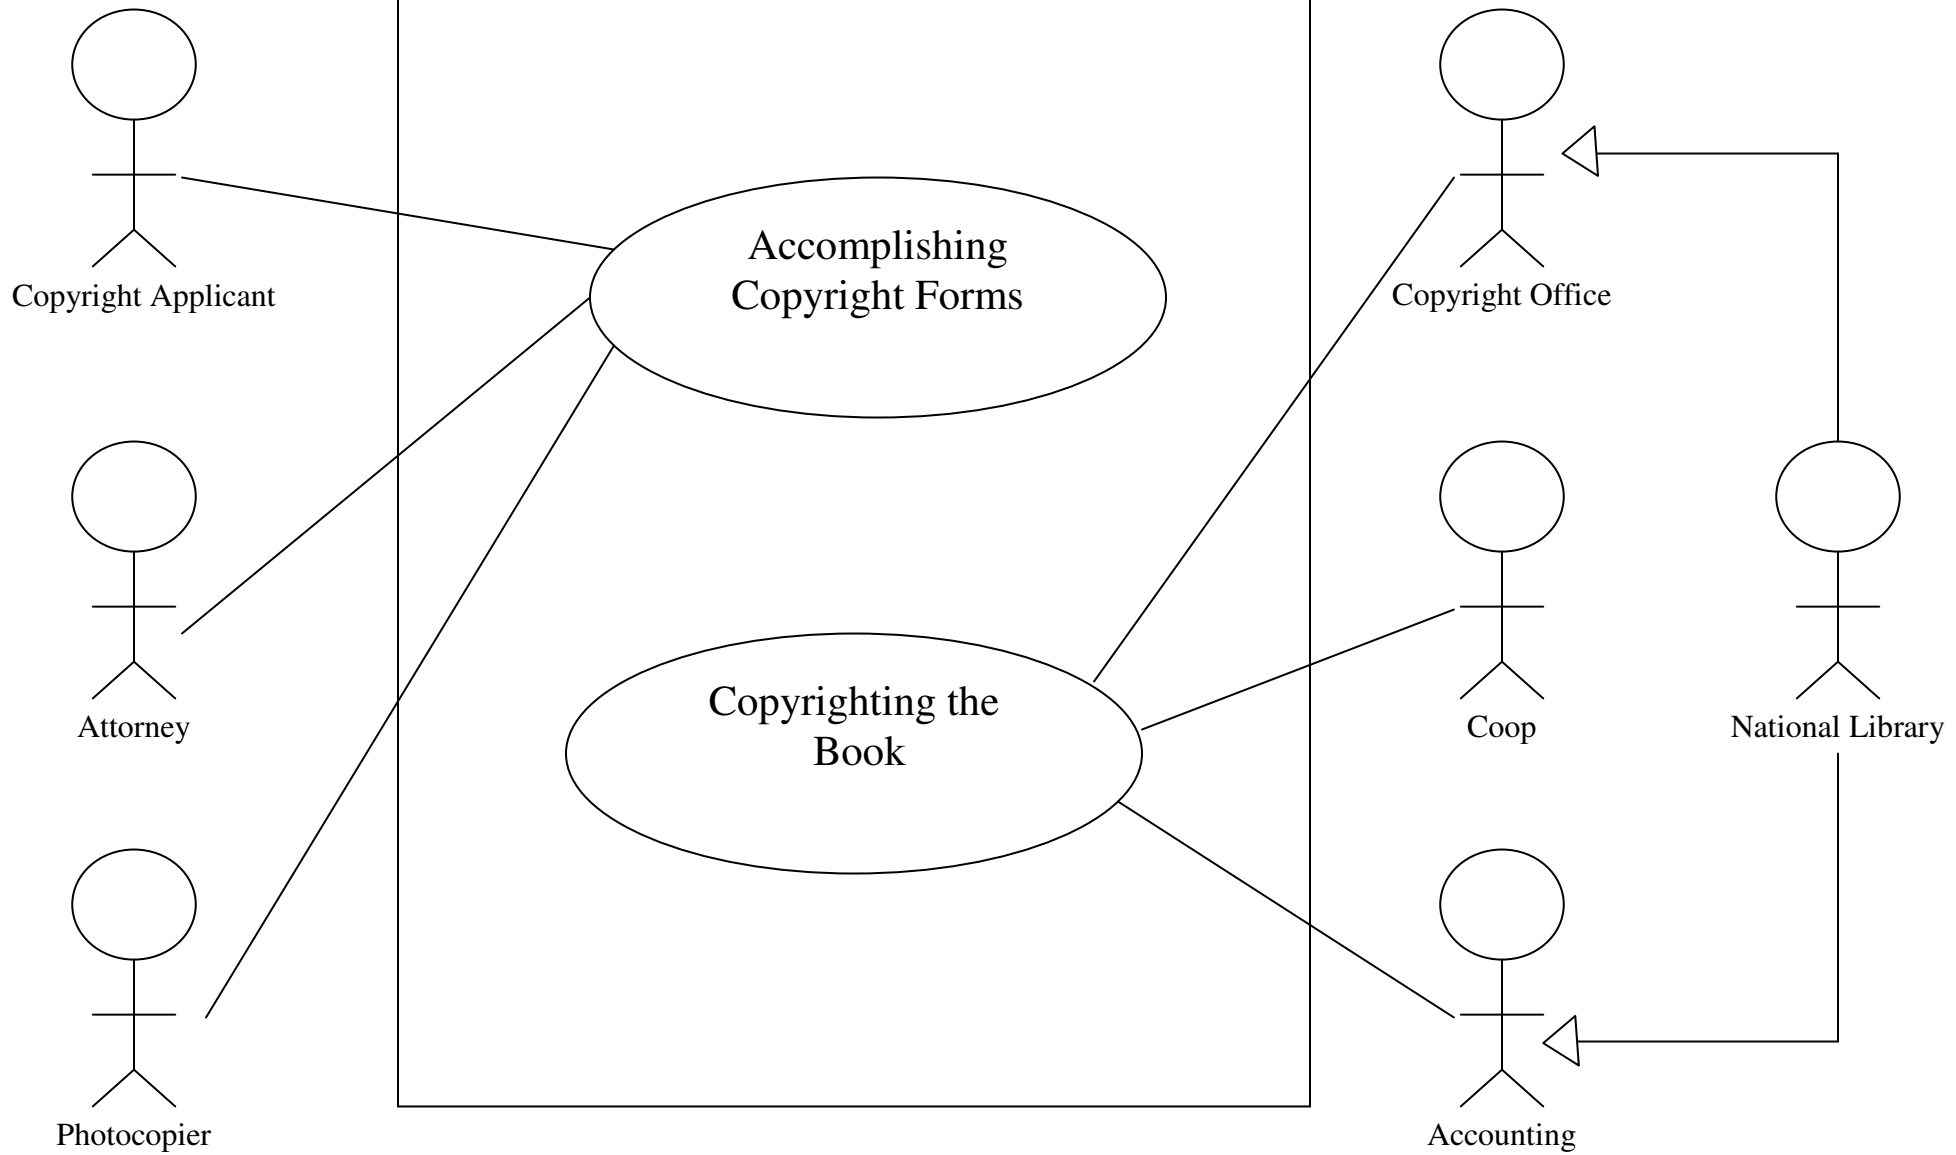 Accomplishing
Copyright Forms
Copyright Applicant
Copyright Office
Copyrighting the
Book
Attorney
Coop
National Library
Photocopier
Accounting